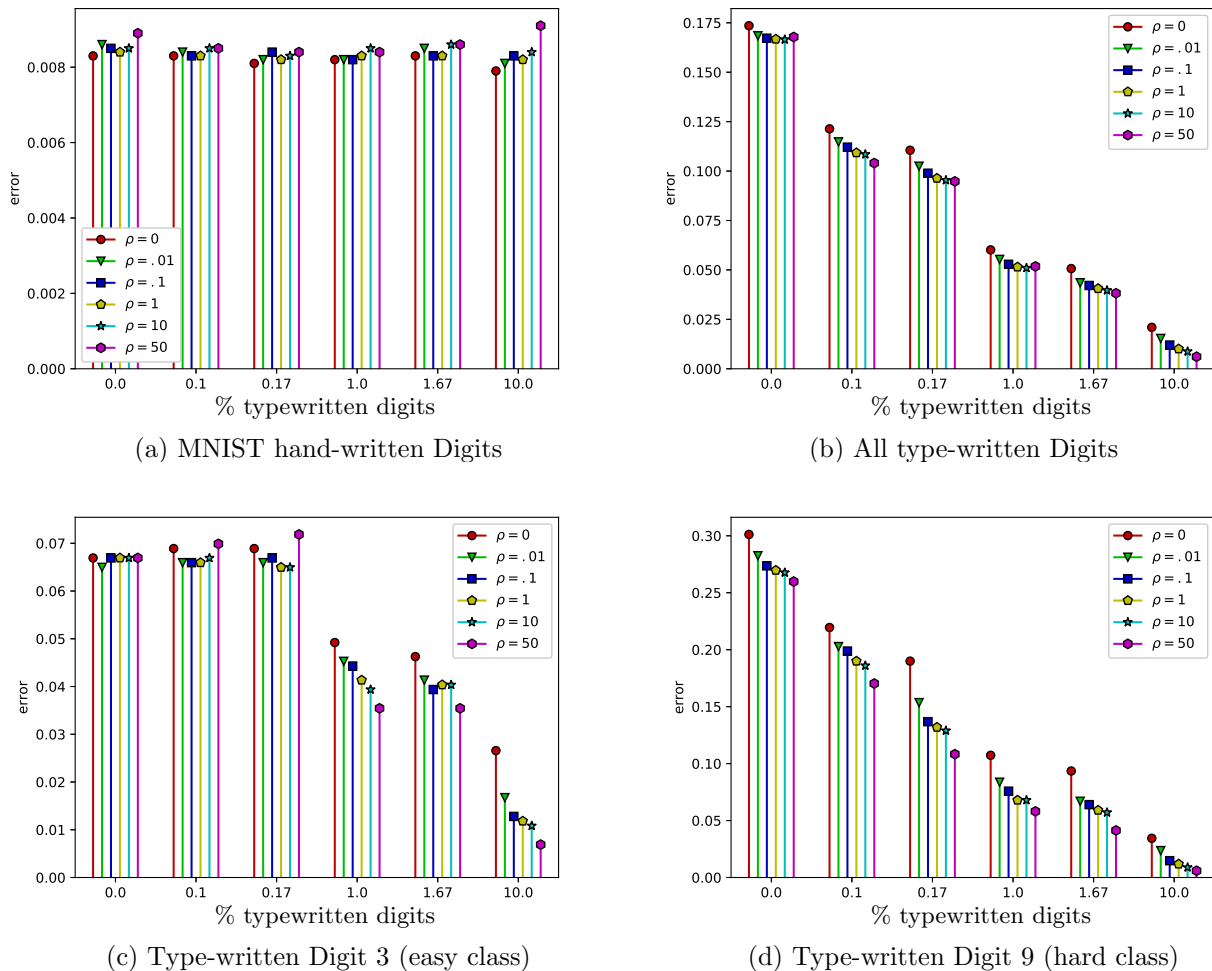 error
0.008
0.006
0.004
0.002
0.000
ρ = 0
ρ = .01
ρ = .1
ρ = 1
ρ = 10
ρ = 50
0.0 0.1 0.17 1.0 1.67 10.0
% typewritten digits
(a) MNIST hand-written Digits
error
0.175
0.150
0.125
0.100
0.075
0.050
0.025
0.000
ρ = 0
ρ = .01
ρ = .1
ρ = 1
ρ = 10
ρ = 50
0.0 0.1 0.17 1.0 1.67 10.0
% typewritten digits
(b) All type-written Digits
error
0.07
0.06
0.05
0.04
0.03
0.02
0.01
0.00
ρ = 0
ρ = .01
ρ = .1
ρ = 1
ρ = 10
ρ = 50
0.0 0.1 0.17 1.0 1.67 10.0
% typewritten digits
(c) Type-written Digit 3 (easy class)
error
0.30
0.25
0.20
0.15
0.10
0.05
0.00
ρ = 0
ρ = .01
ρ = .1
ρ = 1
ρ = 10
ρ = 50
0.0 0.1 0.17 1.0 1.67 10.0
% typewritten digits
(d) Type-written Digit 9 (hard class)